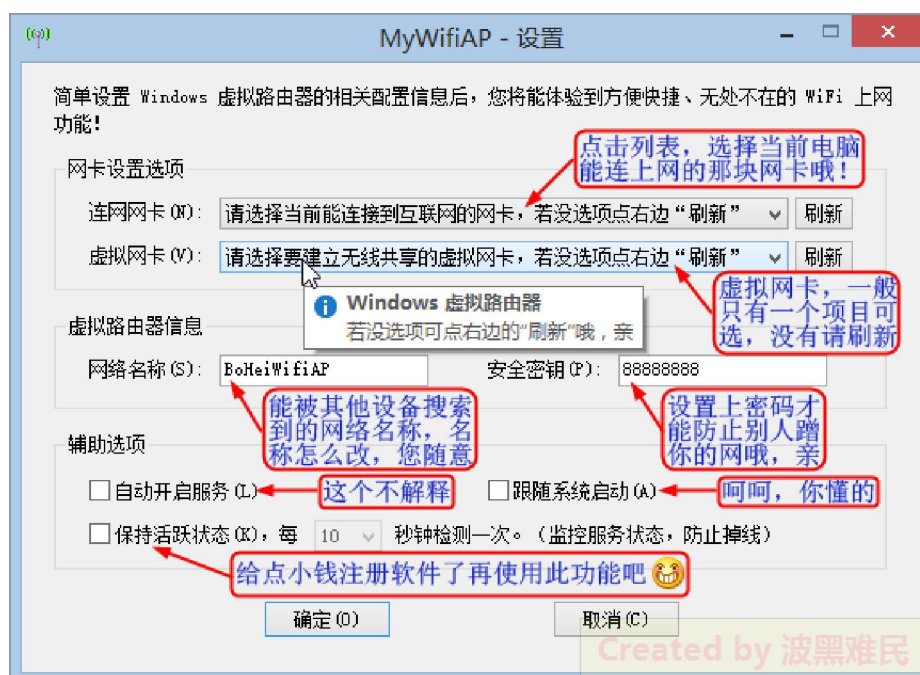 MyWifiAP - 设置
简单设置 Windows 虚拟路由器的相关配置信息后，您将能体验到方便快捷、无处不在的 WiFi 上网
功能！
点击列表，选择当前电脑
能连上网的那块网卡哦！
网卡设置选项
连网网卡(N)： 请选择当前能连接到互联网的网卡，若没选项点右边“刷新” 刷新
虚拟网卡(V)： 请选择要建立无线共享的虚拟网卡，若没选项点右边“刷新” 刷新
虚拟网卡，一般
只有一个项目可
选，没有请刷新
Windows 虚拟路由器
若没选项可点右边的“刷新”哦，亲
虚拟路由器信息
网络名称(S)： BoHeiWifiAP 安全密钥(P)： 88888888
能被其他设备搜索
到的网络名称，名
称怎么改，您随意
设置上密码才
能防止别人蹭
你的网哦，亲
辅助选项
自动开启服务(L) 这个不解释 跟随系统启动(A) 呵呵，你懂的
保持活跃状态(K)，每 10 秒钟检测一次。（监控服务状态，防止掉线）
给点小钱注册软件了再使用此功能吧
确定(O) 取消(C)
Created by 波黑难民